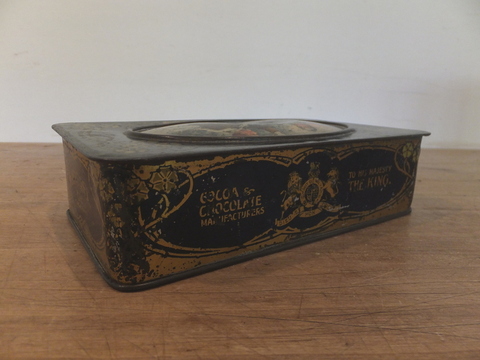 COCOA &
CHOCOLATE
MANUFACTURERS
TO HIS MAJESTY
THE KING.